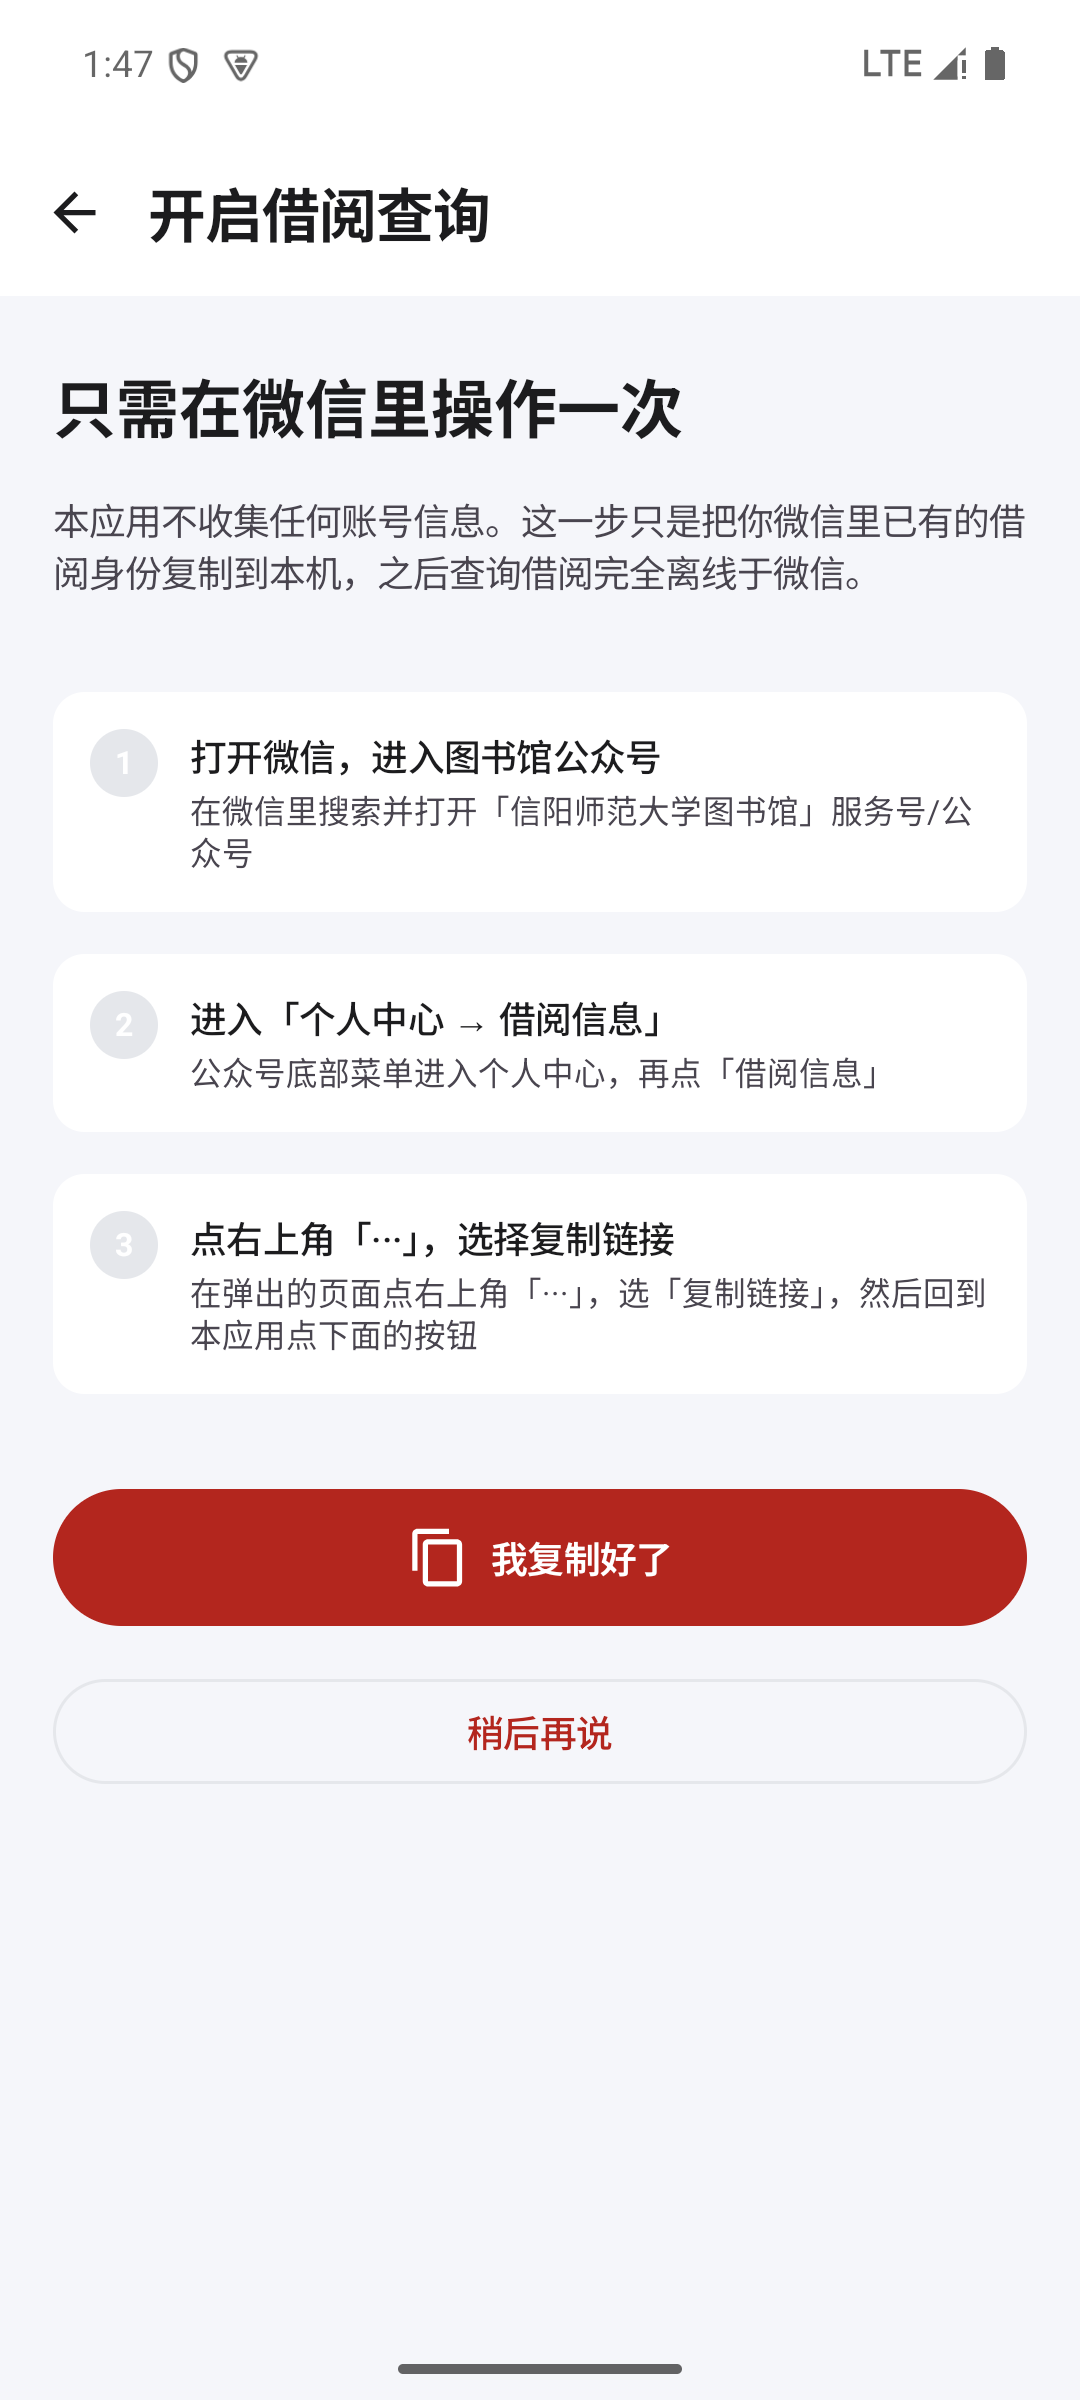 1:47
LTE
开启借阅查询
只需在微信里操作一次
本应用不收集任何账号信息。这一步只是把你微信里已有的借
阅身份复制到本机，之后查询借阅完全离线于微信。
1
打开微信，进入图书馆公众号
在微信里搜索并打开「信阳师范大学图书馆」服务号/公
众号
2
进入「个人中心 → 借阅信息」
公众号底部菜单进入个人中心，再点「借阅信息」
3
点右上角「···」，选择复制链接
在弹出的页面点右上角「···」，选「复制链接」，然后回到
本应用点下面的按钮
我复制好了
稍后再说